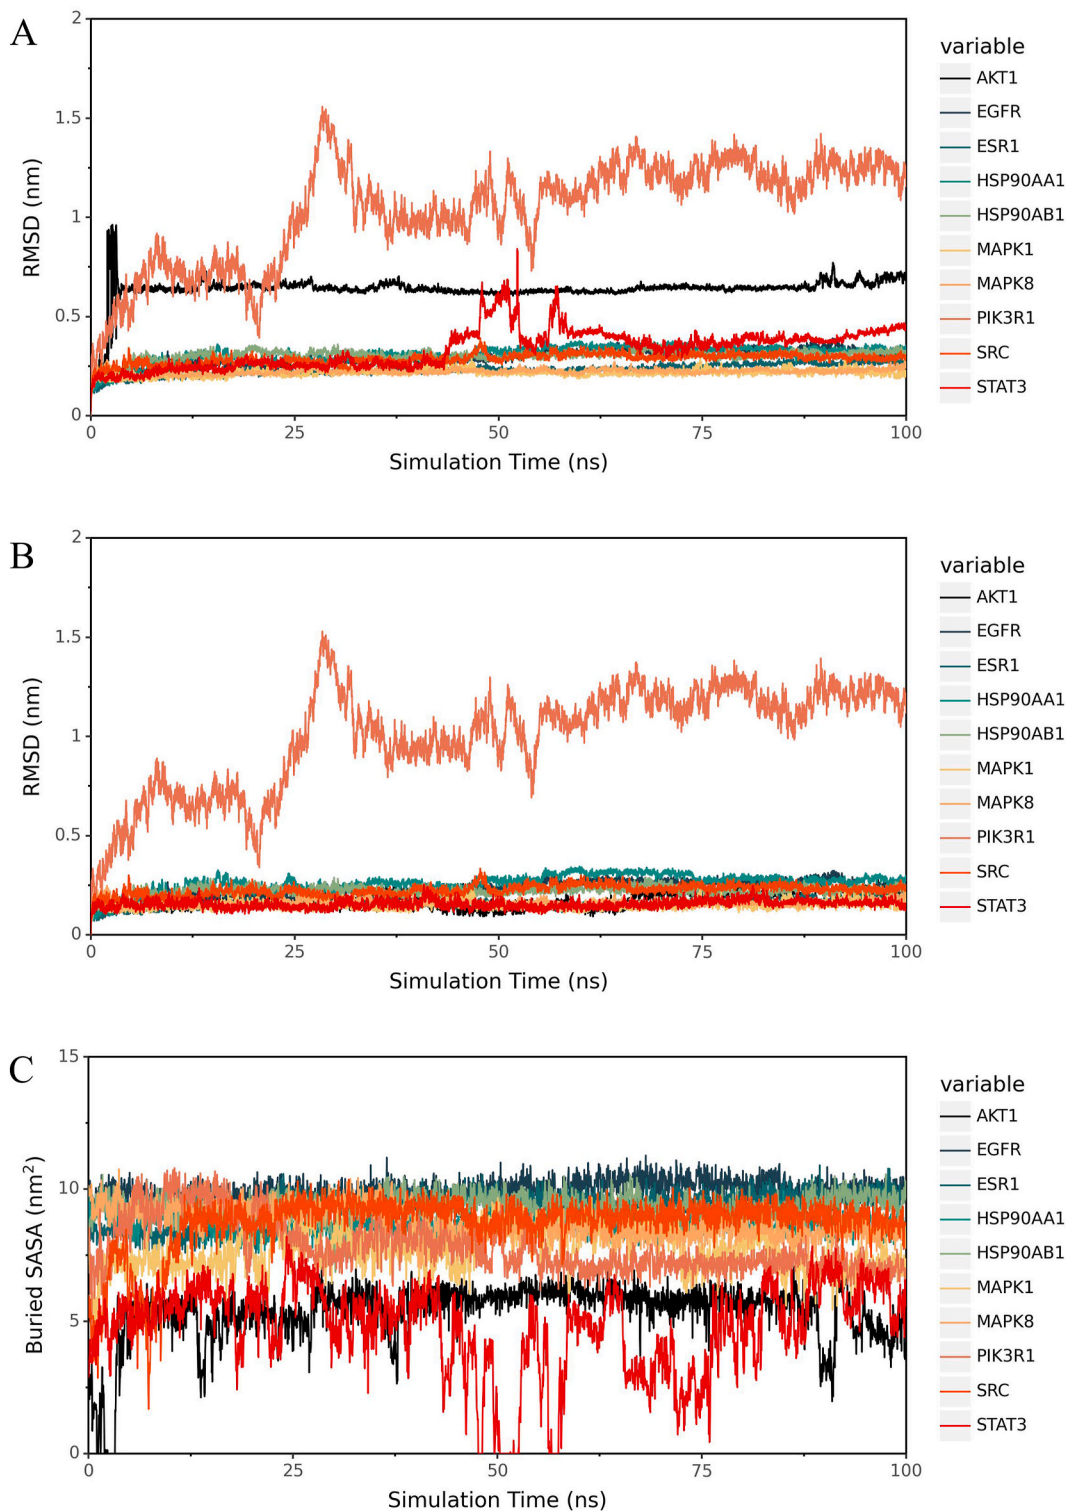 A
2
1.5
1
0.5
0
RMSD (nm)
0
25
50
75
100
Simulation Time (ns)
variable
AKT1
EGFR
ESR1
HSP90AA1
HSP90AB1
MAPK1
MAPK8
PIK3R1
SRC
STAT3
B
2
1.5
1
0.5
0
RMSD (nm)
0
25
50
75
100
Simulation Time (ns)
variable
AKT1
EGFR
ESR1
HSP90AA1
HSP90AB1
MAPK1
MAPK8
PIK3R1
SRC
STAT3
C
15
10
5
0
Buried SASA (nm²)
0
25
50
75
100
Simulation Time (ns)
variable
AKT1
EGFR
ESR1
HSP90AA1
HSP90AB1
MAPK1
MAPK8
PIK3R1
SRC
STAT3